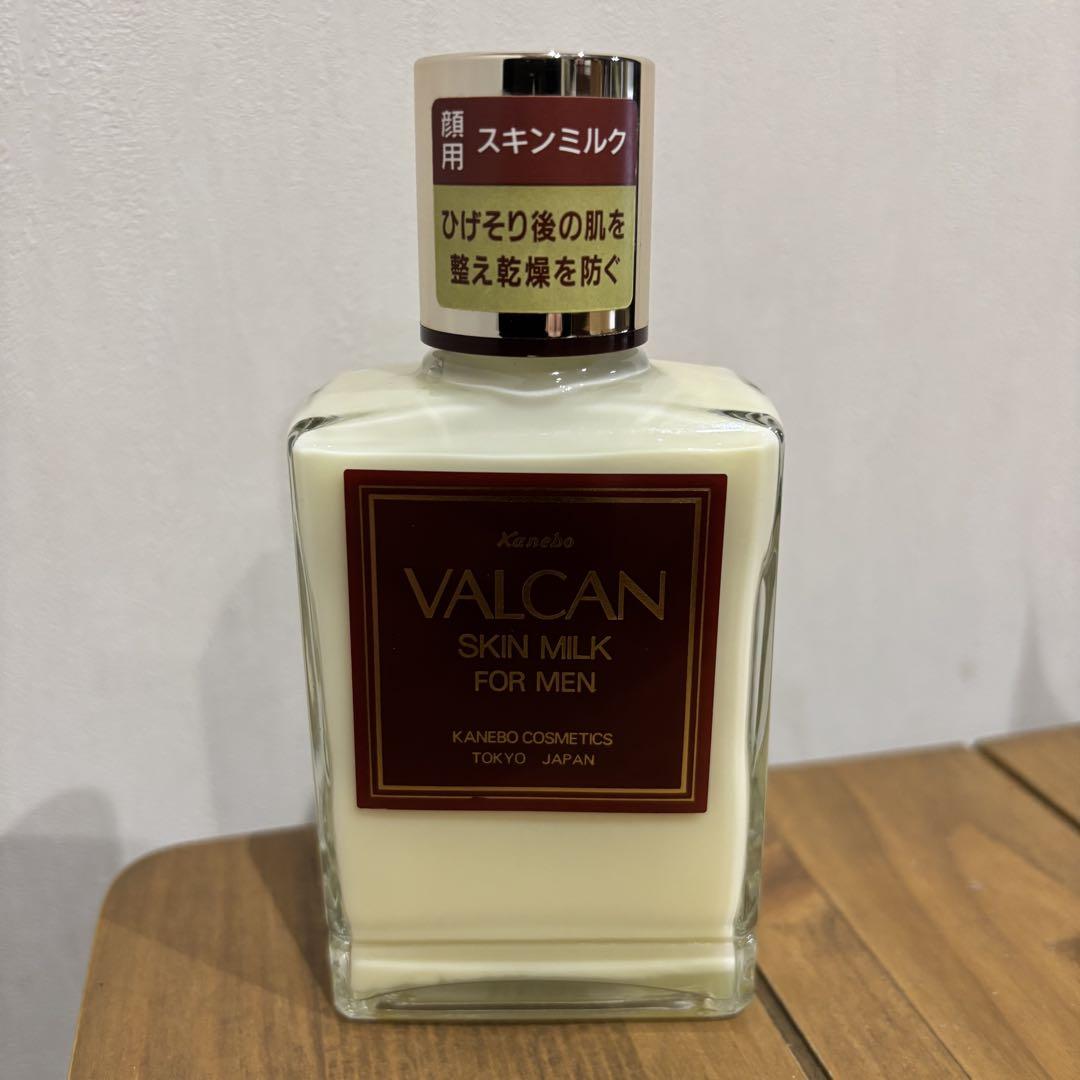 顔用 スキンミルク
ひげそり後の肌を
整え乾燥を防ぐ
Kanebo
VALCAN
SKIN MILK
FOR MEN
KANEBO COSMETICS
TOKYO JAPAN